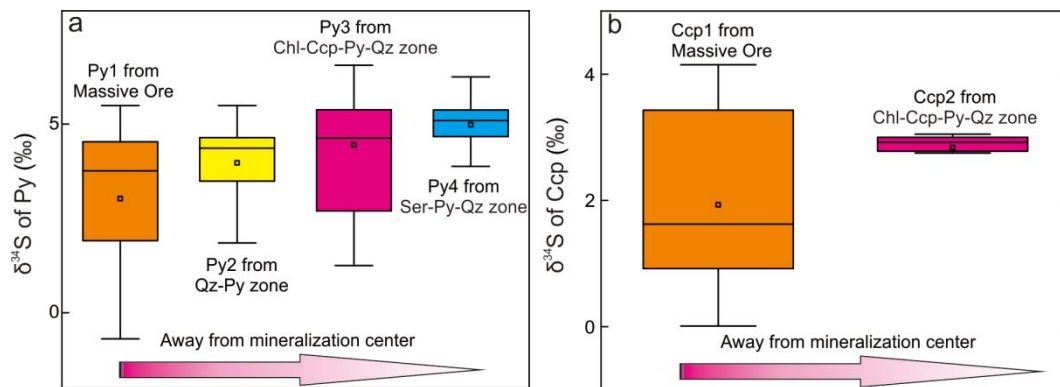 a
δ³⁴S of Py (‰)
5
0
Py1 from
Massive Ore
Py2 from
Qz-Py zone
Py3 from
Chl-Ccp-Py-Qz zone
Py4 from
Ser-Py-Qz zone
Away from mineralization center
b
δ³⁴S of Ccp (‰)
4
2
0
Ccp1 from
Massive Ore
Ccp2 from
Chl-Ccp-Py-Qz zone
Away from mineralization center